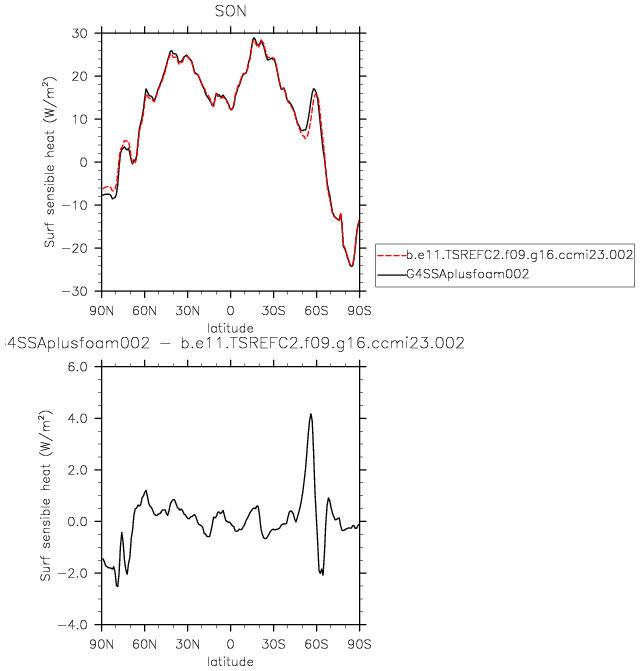 SON
Surf sensible heat (W/m²)
30
20
10
0
−10
−20
−30
90N 60N 30N 0 30S 60S 90S
latitude
b.e11.TSREFC2.f09.g16.ccmi23.002
G4SSAplusfoam002
4SSAplusfoam002 − b.e11.TSREFC2.f09.g16.ccmi23.002
Surf sensible heat (W/m²)
6.0
4.0
2.0
0.0
−2.0
−4.0
90N 60N 30N 0 30S 60S 90S
latitude